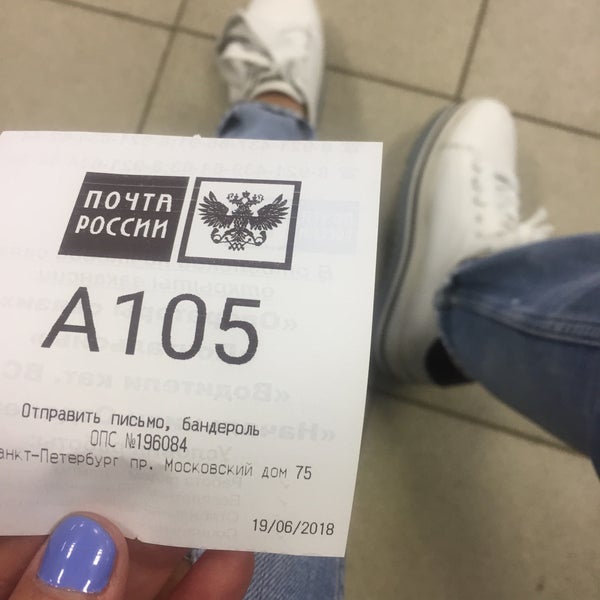 ПОЧТА
РОССИИ
А105
Отправить письмо, бандероль
ОПС №196084
анкт-Петербург пр. Московский дом 75
19/06/2018